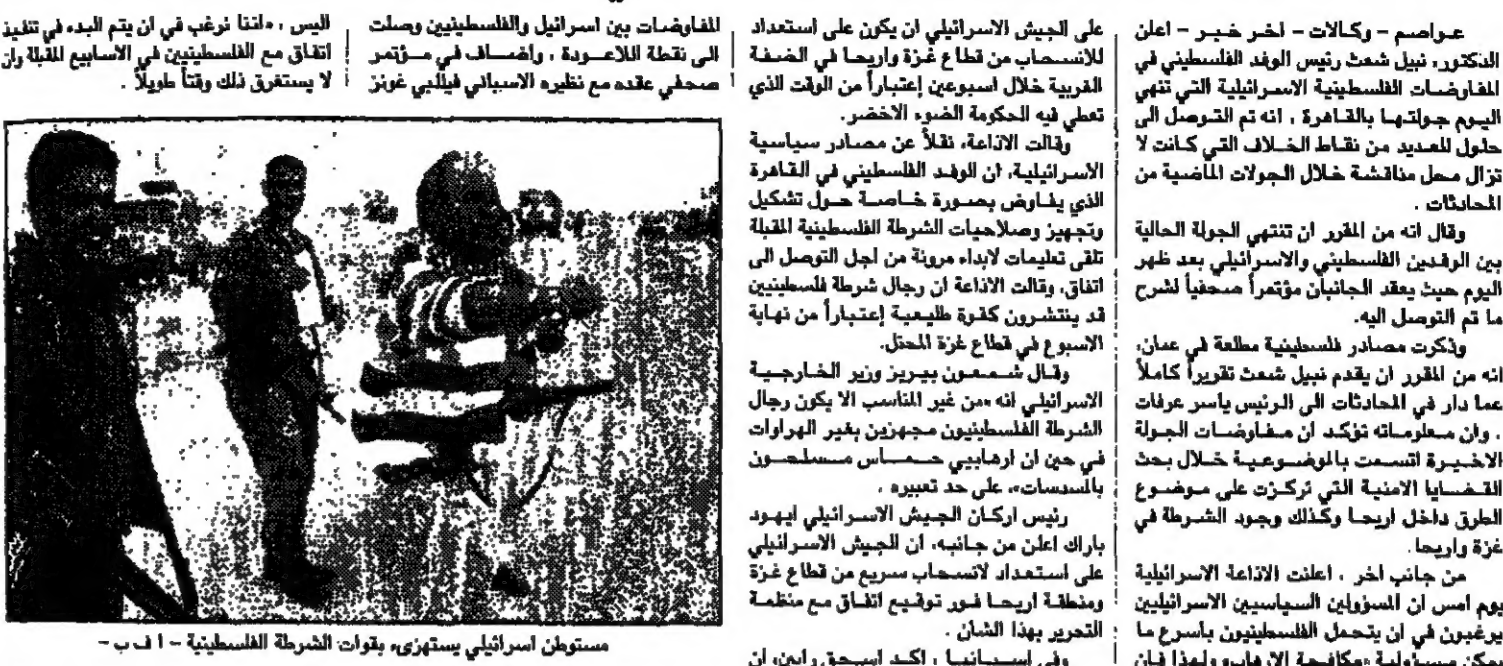 عواصم – وكالات – اخر خبر – اعلن
الدكتور، نبيل شعث رئيس الوفد الفلسطيني في
المفاوضات الفلسطينية الاسرائيلية التي تنهي
اليوم جولتها بالقاهرة ، انه تم التوصل الى
حلول للعديد من نقاط الخلاف التي كانت لا
تزال محل مناقشة خلال الجولات الماضية من
المحادثات .
وقال انه من المقرر ان تنتهي الجولة الحالية
بين الوفدين الفلسطيني والاسرائيلي بعد ظهر
اليوم حيث يعقد الجانبان مؤتمراً صحفياً لشرح
ما تم التوصل اليه.
وذكرت مصادر فلسطينية مطلعة في عمان،
انه من المقرر ان يقدم نبيل شعث تقريراً كاملاً
عما دار في المحادثات الى الرئيس ياسر عرفات
، وان معلوماته تؤكد ان مفاوضات الجولة
الاخيرة اتسمت بالموضوعية خلال بحث
القضايا الامنية التي تركزت على موضوع
الطرق داخل اريحا وكذلك وجود الشرطة في
غزة واريحا.
من جانب اخر ، اعلنت الاذاعة الاسرائيلية
يوم امس ان المسؤولين السياسيين الاسرائيليين
يرغبون في ان يتحمل الفلسطينيون بأسرع ما
يمكن مسؤولية «مكافحة الارهاب» ولهذا فان
على الجيش الاسرائيلي ان يكون على استعداد
للانسحاب من قطاع غزة واريحا في الضفة
الغربية خلال اسبوعين إعتباراً من الوقت الذي
تعطي فيه الحكومة الضوء الاخضر.
وقالت الاذاعة، نقلاً عن مصادر سياسية
الاسرائيلية، ان الوفد الفلسطيني في القاهرة
الذي يفاوض بصورة خاصة حول تشكيل
وتجهيز وصلاحيات الشرطة الفلسطينية المقبلة
تلقى تعليمات لابداء مرونة من اجل التوصل الى
اتفاق. وقالت الاذاعة ان رجال شرطة فلسطينيين
قد ينتشرون كقوة طليعية إعتباراً من نهاية
الاسبوع في قطاع غزة المحتل.
وقال شمعون بيريز وزير الخارجية
الاسرائيلي انه «من غير المناسب الا يكون رجال
الشرطة الفلسطينيون مجهزين بغير الهراوات
في حين ان ارهابيي حماس مسلحون
بالمسدسات»، على حد تعبيره .
رئيس اركان الجيش الاسرائيلي ايهود
باراك اعلن من جانبه، ان الجيش الاسرائيلي
على استعداد لانسحاب سريع من قطاع غزة
ومنطقة اريحا فور توقيع اتفاق مع منظمة
التحرير بهذا الشأن .
وفي اسبانيا ، اكد اسحق رابين، ان
المفاوضات بين اسرائيل والفلسطينيين وصلت
الى نقطة اللاعودة ، واضاف في مؤتمر
صحفي عقده مع نظيره الاسباني فيلبي غونز
اليس ، «اننا نرغب في ان يتم البدء في تنفيذ
اتفاق مع الفلسطينيين في الاسابيع المقبلة وان
لا يستغرق ذلك وقتاً طويلاً .
مستوطن اسرائيلي يستهزىء بقوات الشرطة الفلسطينية – ا ف ب –